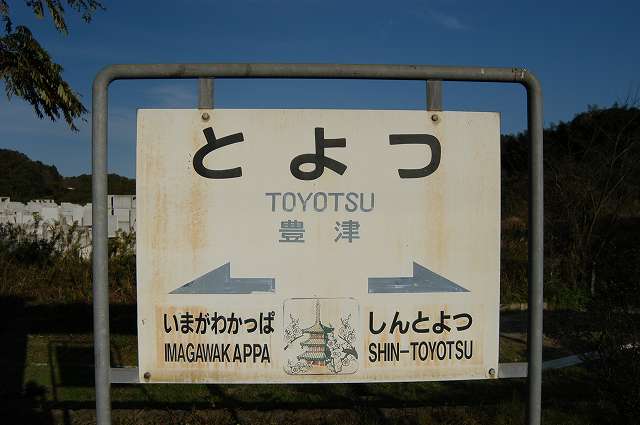 とよつ
TOYOTSU
豊津
いまがわかっぱ
IMAGAWAKAPPA
しんとよつ
SHIN-TOYOTSU